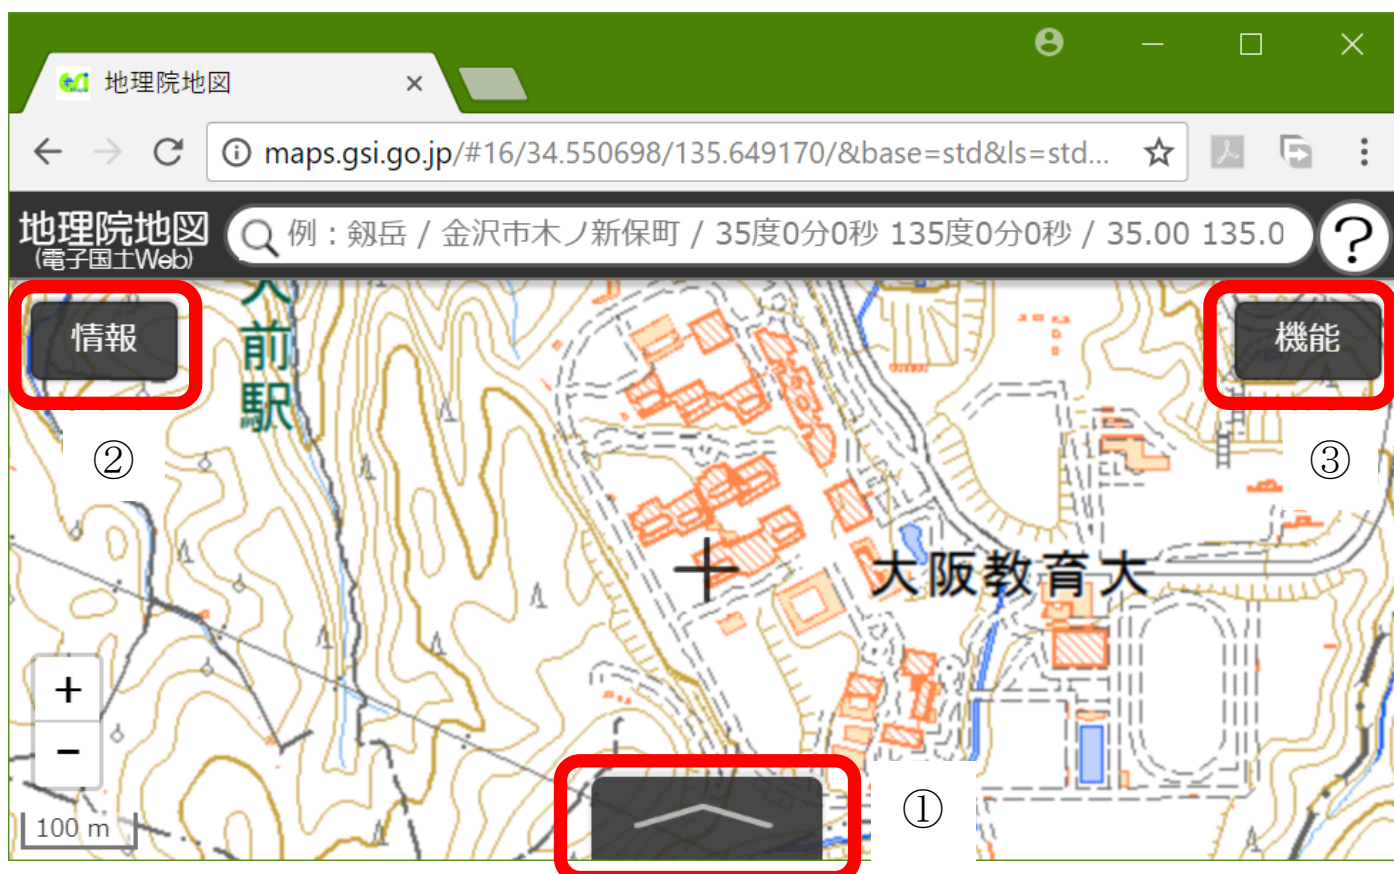 地理院地図
maps.gsi.go.jp/#16/34.550698/135.649170/&base=std&ls=std...
地理院地図
(電子国土Web)
例：剱岳 / 金沢市木ノ新保町 / 35度0分0秒 135度0分0秒 / 35.00 135.0
?
情報
機能
前駅
②
③
大阪教育大
+
−
100 m
①